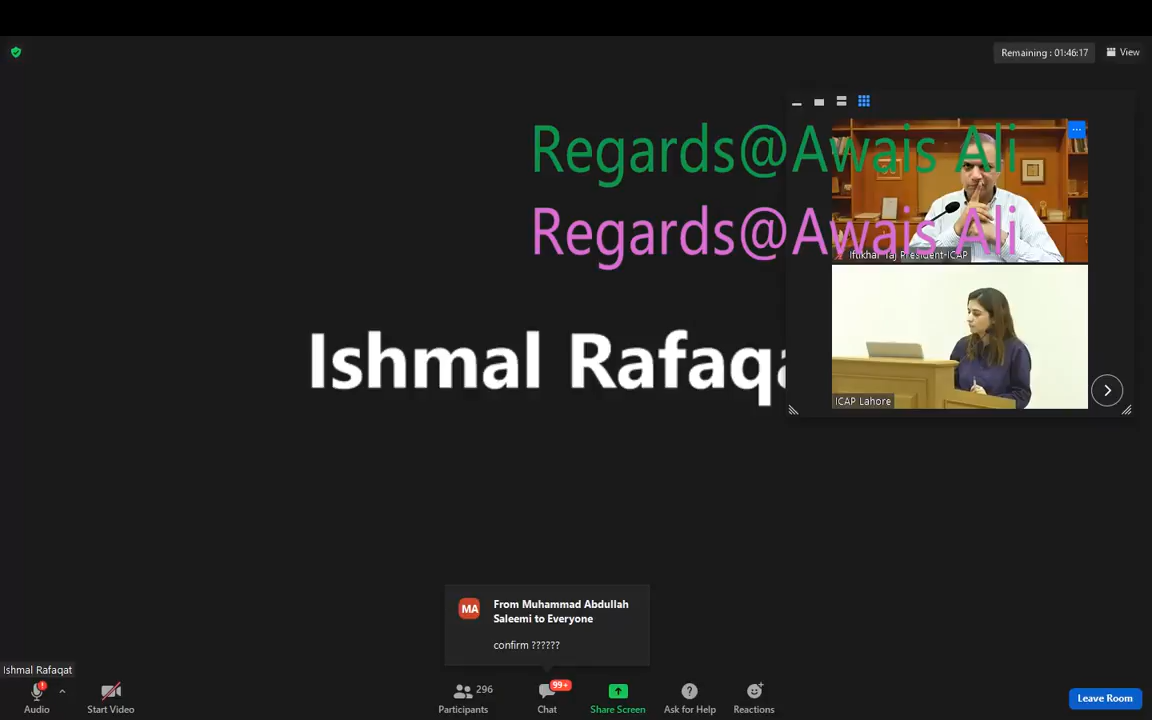 Remaining : 01:46:17
View
Regards@Awais Ali
Regards@Awais Ali
Iftikhar Taj President-ICAP
Ishmal Rafaqa
ICAP Lahore
MA
From Muhammad Abdullah
Saleemi to Everyone
confirm ??????
Ishmal Rafaqat
Audio
Start Video
296
Participants
99+
Chat
Share Screen
Ask for Help
Reactions
Leave Room